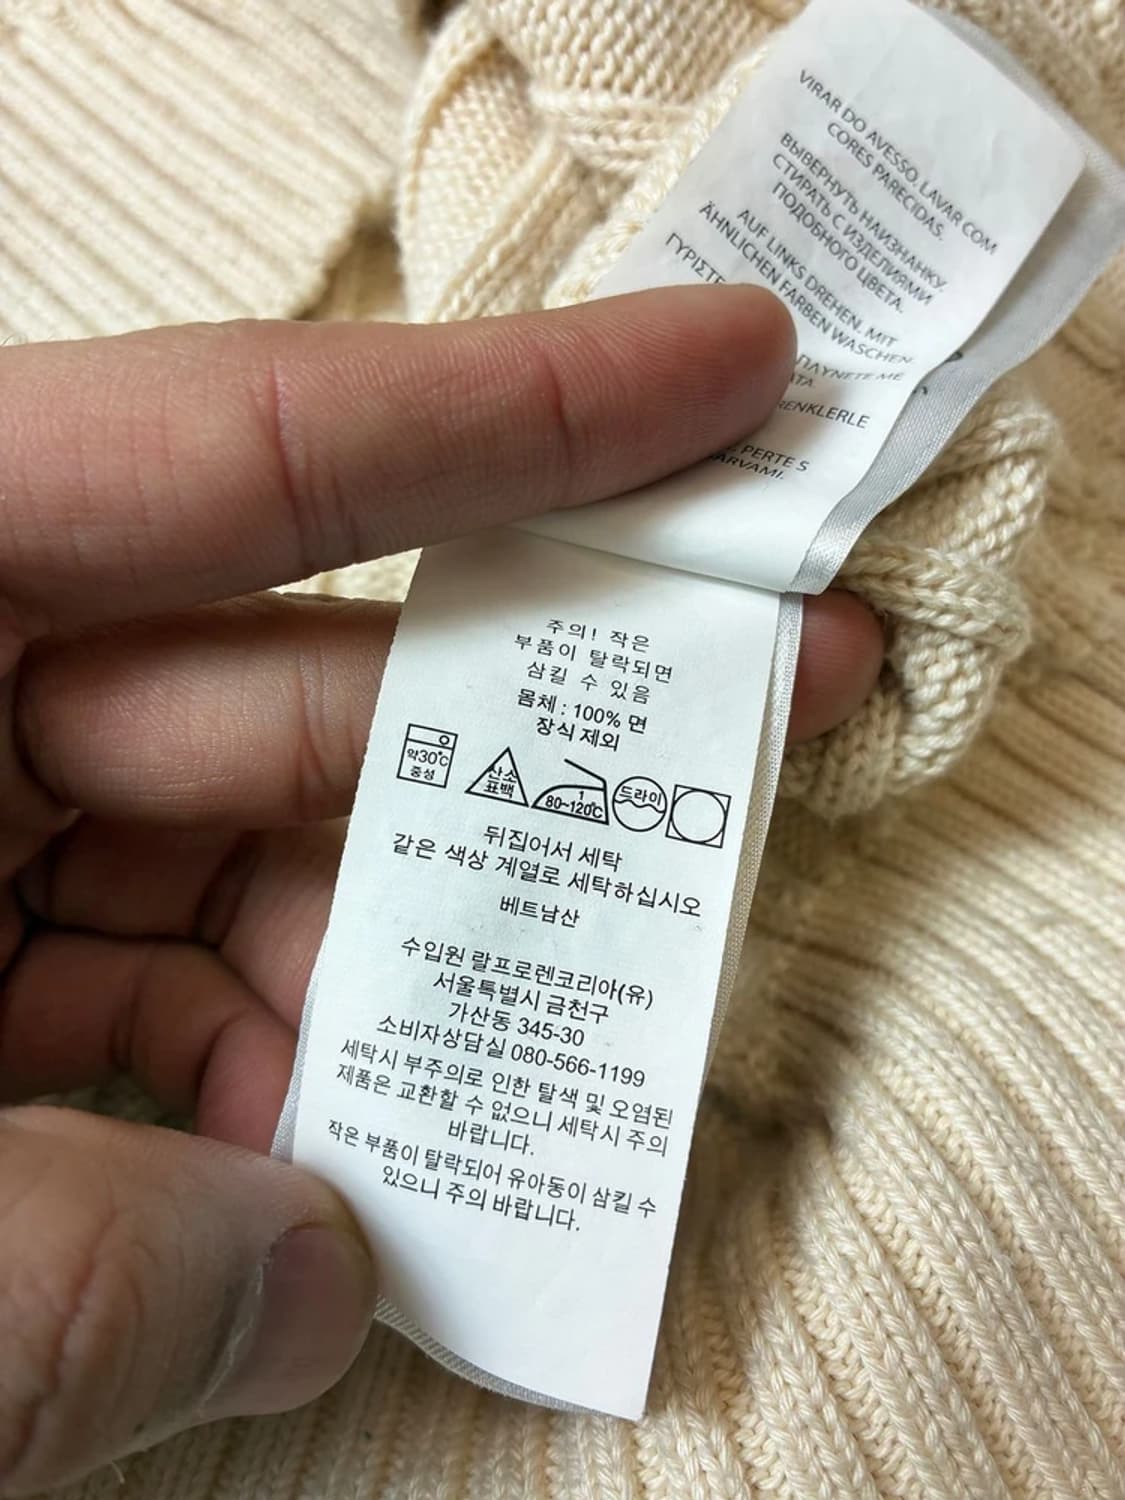 VIRAR DO AVESSO. LAVAR COM
CORES PARECIDAS.
ВЫВЕРНУТЬ НАИЗНАНКУ.
СТИРАТЬ С ИЗДЕЛИЯМИ
ПОДОБНОГО ЦВЕТА.
AUF LINKS DREHEN. MIT
ÄHNLICHEN FARBEN WASCHEN.
ΓΥΡΙΣΤΕ
ΠΛΥΝΕΤΕ ΜΕ
RENKLERLE
PERTE S
BARVAMI.
주의! 작은
부품이 탈락되면
삼킬 수 있음
몸체 : 100% 면
장식 제외
약30℃
중성
산소
표백
1
80~120℃
드라이
뒤집어서 세탁
같은 색상 계열로 세탁하십시오
베트남산
수입원 랄프로렌코리아(유)
서울특별시 금천구
가산동 345-30
소비자상담실 080-566-1199
세탁시 부주의로 인한 탈색 및 오염된
제품은 교환할 수 없으니 세탁시 주의
바랍니다.
작은 부품이 탈락되어 유아동이 삼킬 수
있으니 주의 바랍니다.